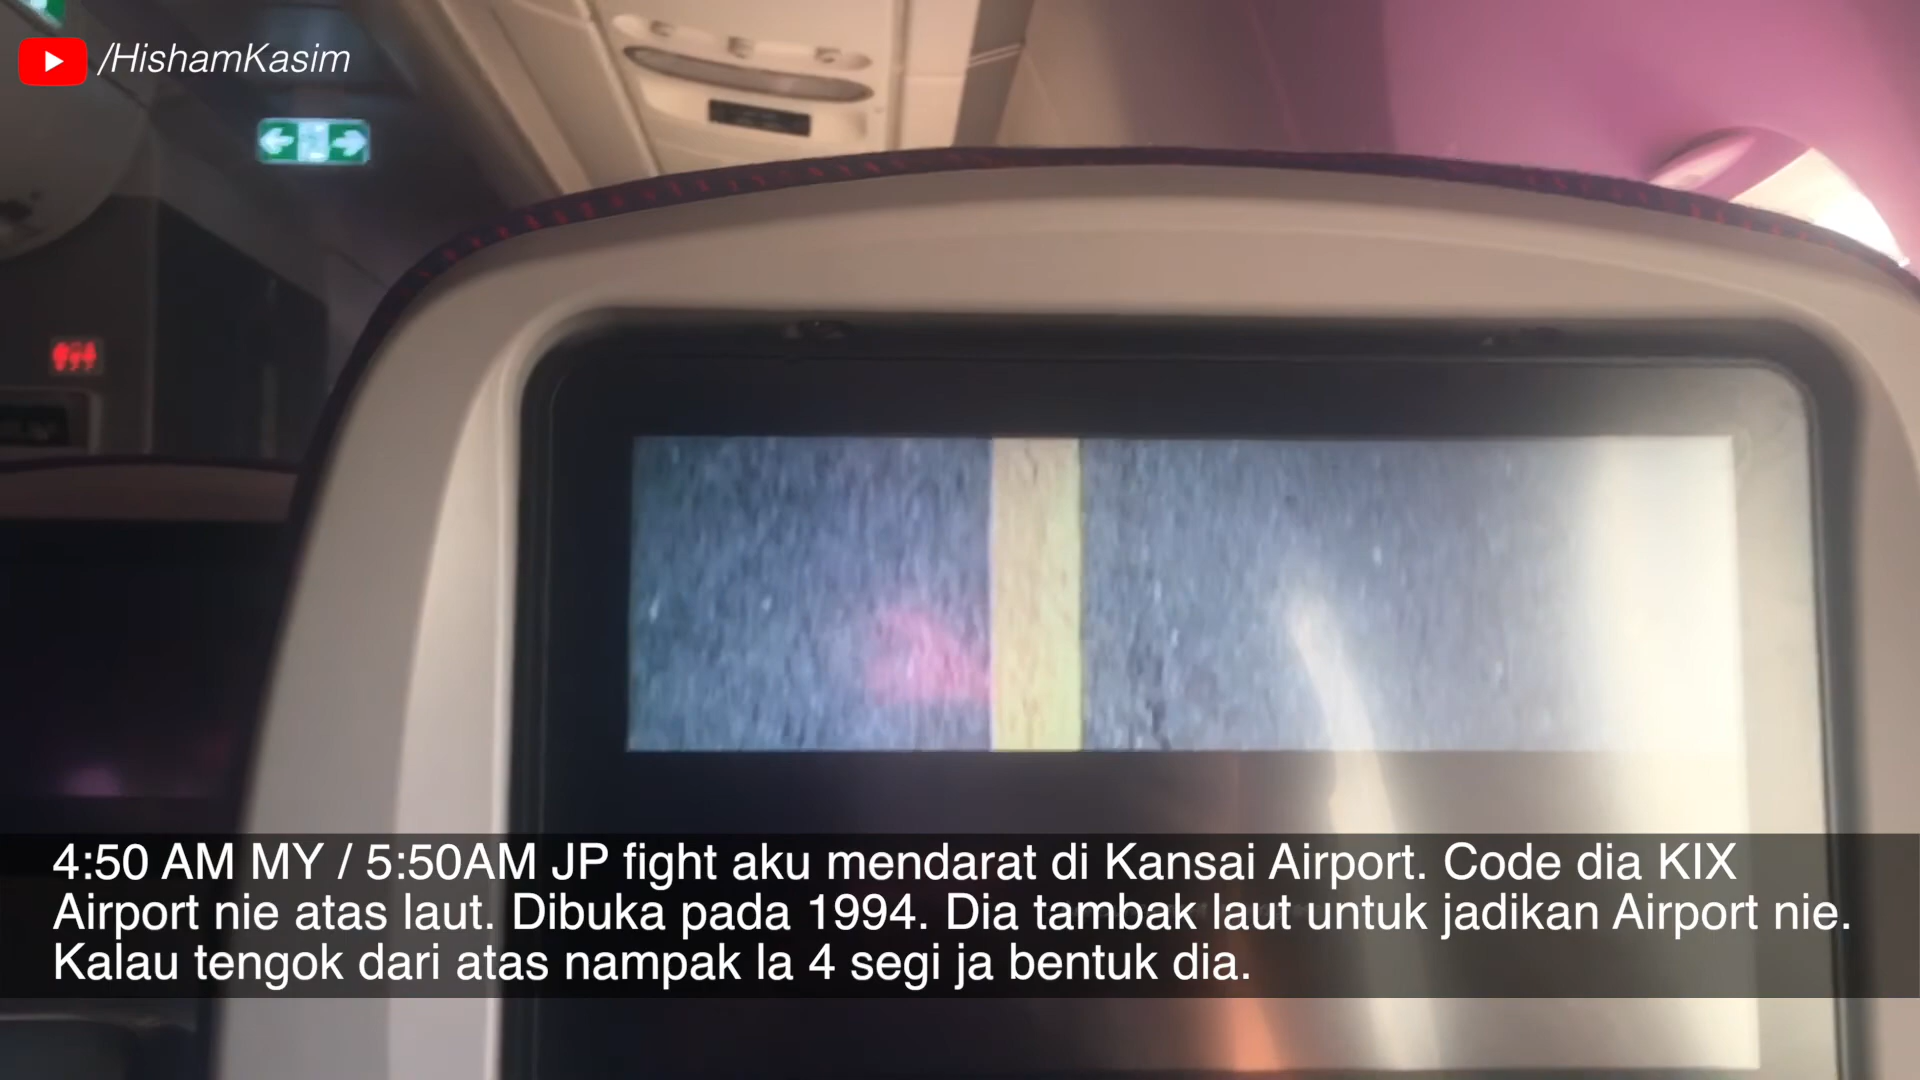 /HishamKasim
4:50 AM MY / 5:50AM JP fight aku mendarat di Kansai Airport. Code dia KIX
Airport nie atas laut. Dibuka pada 1994. Dia tambak laut untuk jadikan Airport nie.
Kalau tengok dari atas nampak la 4 segi ja bentuk dia.